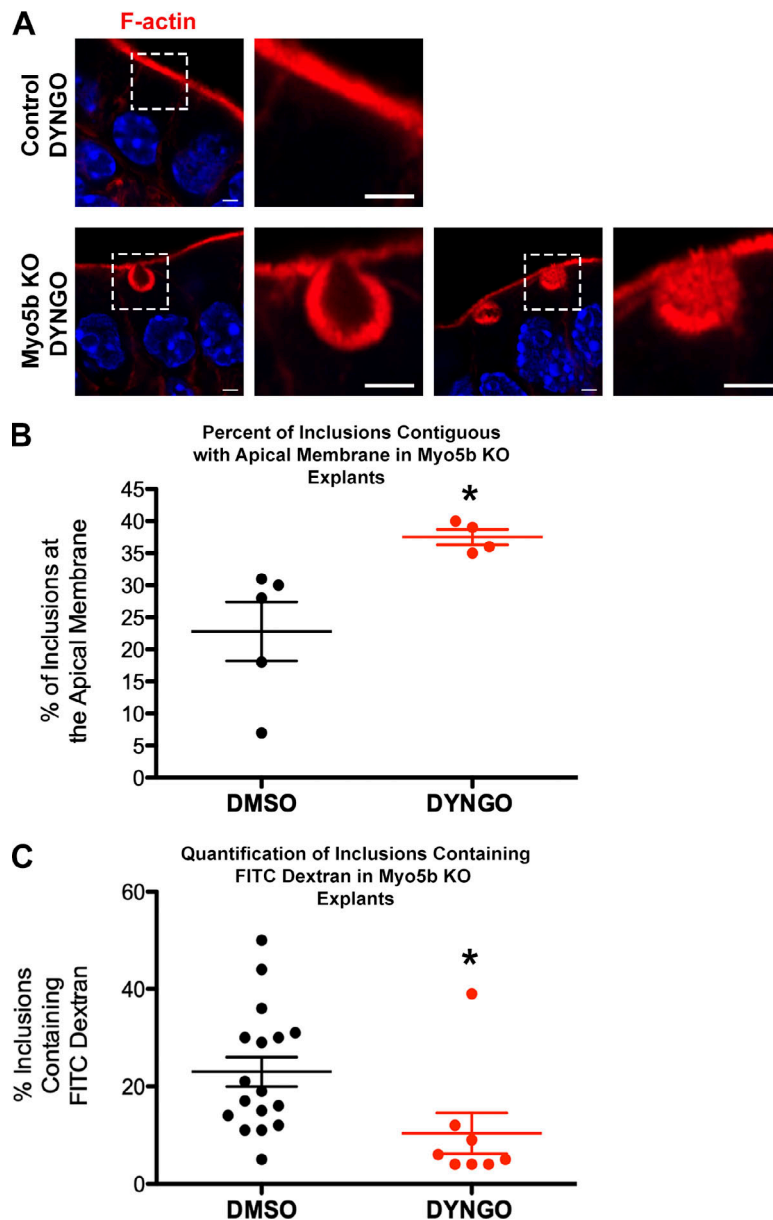 A
F-actin
Control
DYNGO
Myo5b KO
DYNGO
B
Percent of Inclusions Contiguous
with Apical Membrane in Myo5b KO
Explants
% of Inclusions at
the Apical Membrane
45
40
35
30
25
20
15
10
5
0
*
DMSO
DYNGO
C
Quantification of Inclusions Containing
FITC Dextran in Myo5b KO
Explants
% Inclusions
Containing
FITC Dextran
60
40
20
0
*
DMSO
DYNGO